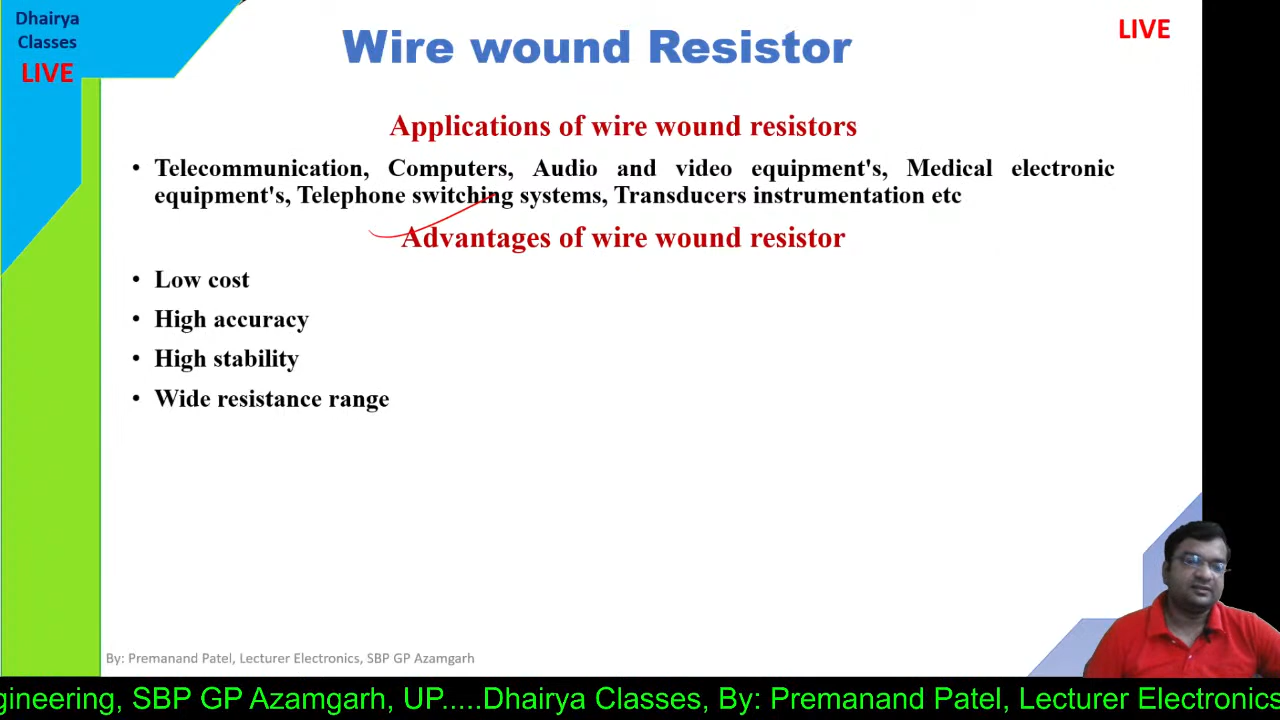 Dhairya
Classes
LIVE
Wire wound Resistor
LIVE
Applications of wire wound resistors
• Telecommunication, Computers, Audio and video equipment's, Medical electronic
equipment's, Telephone switching systems, Transducers instrumentation etc
Advantages of wire wound resistor
• Low cost
• High accuracy
• High stability
• Wide resistance range
By: Premanand Patel, Lecturer Electronics, SBP GP Azamgarh
gineering, SBP GP Azamgarh, UP.....Dhairya Classes, By: Premanand Patel, Lecturer Electronics